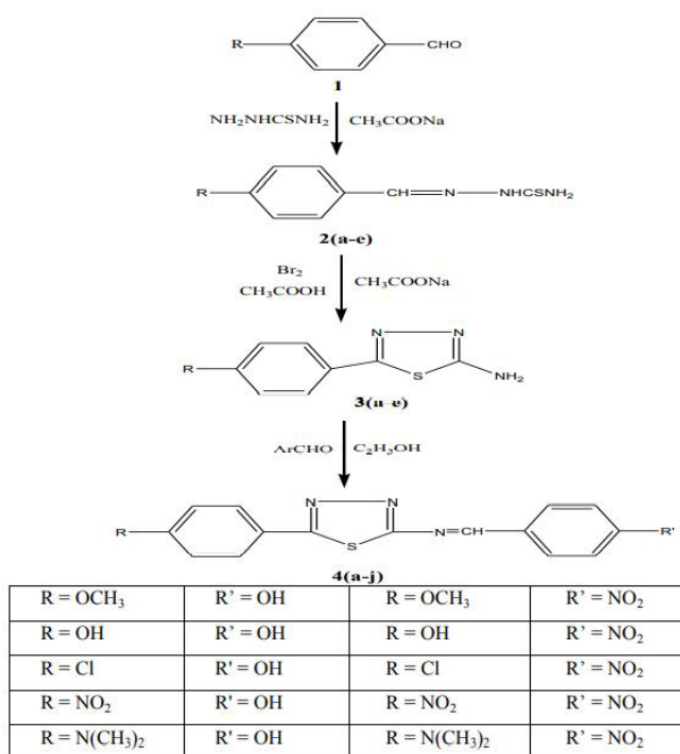 R CHO
1
NH₂NHCSNH₂ CH₃COONa
R CH N NHCSNH₂
2(a-e)
Br₂
CH₃COOH CH₃COONa
N N
R S NH₂
3(a-e)
ArCHO C₂H₅OH
N N
R S N=CH R'
4(a-j)
R = OCH₃ R’ = OH R = OCH₃ R’ = NO₂
R = OH R’ = OH R = OH R’ = NO₂
R = Cl R' = OH R = Cl R’ = NO₂
R = NO₂ R' = OH R = NO₂ R’ = NO₂
R = N(CH₃)₂ R' = OH R = N(CH₃)₂ R’ = NO₂